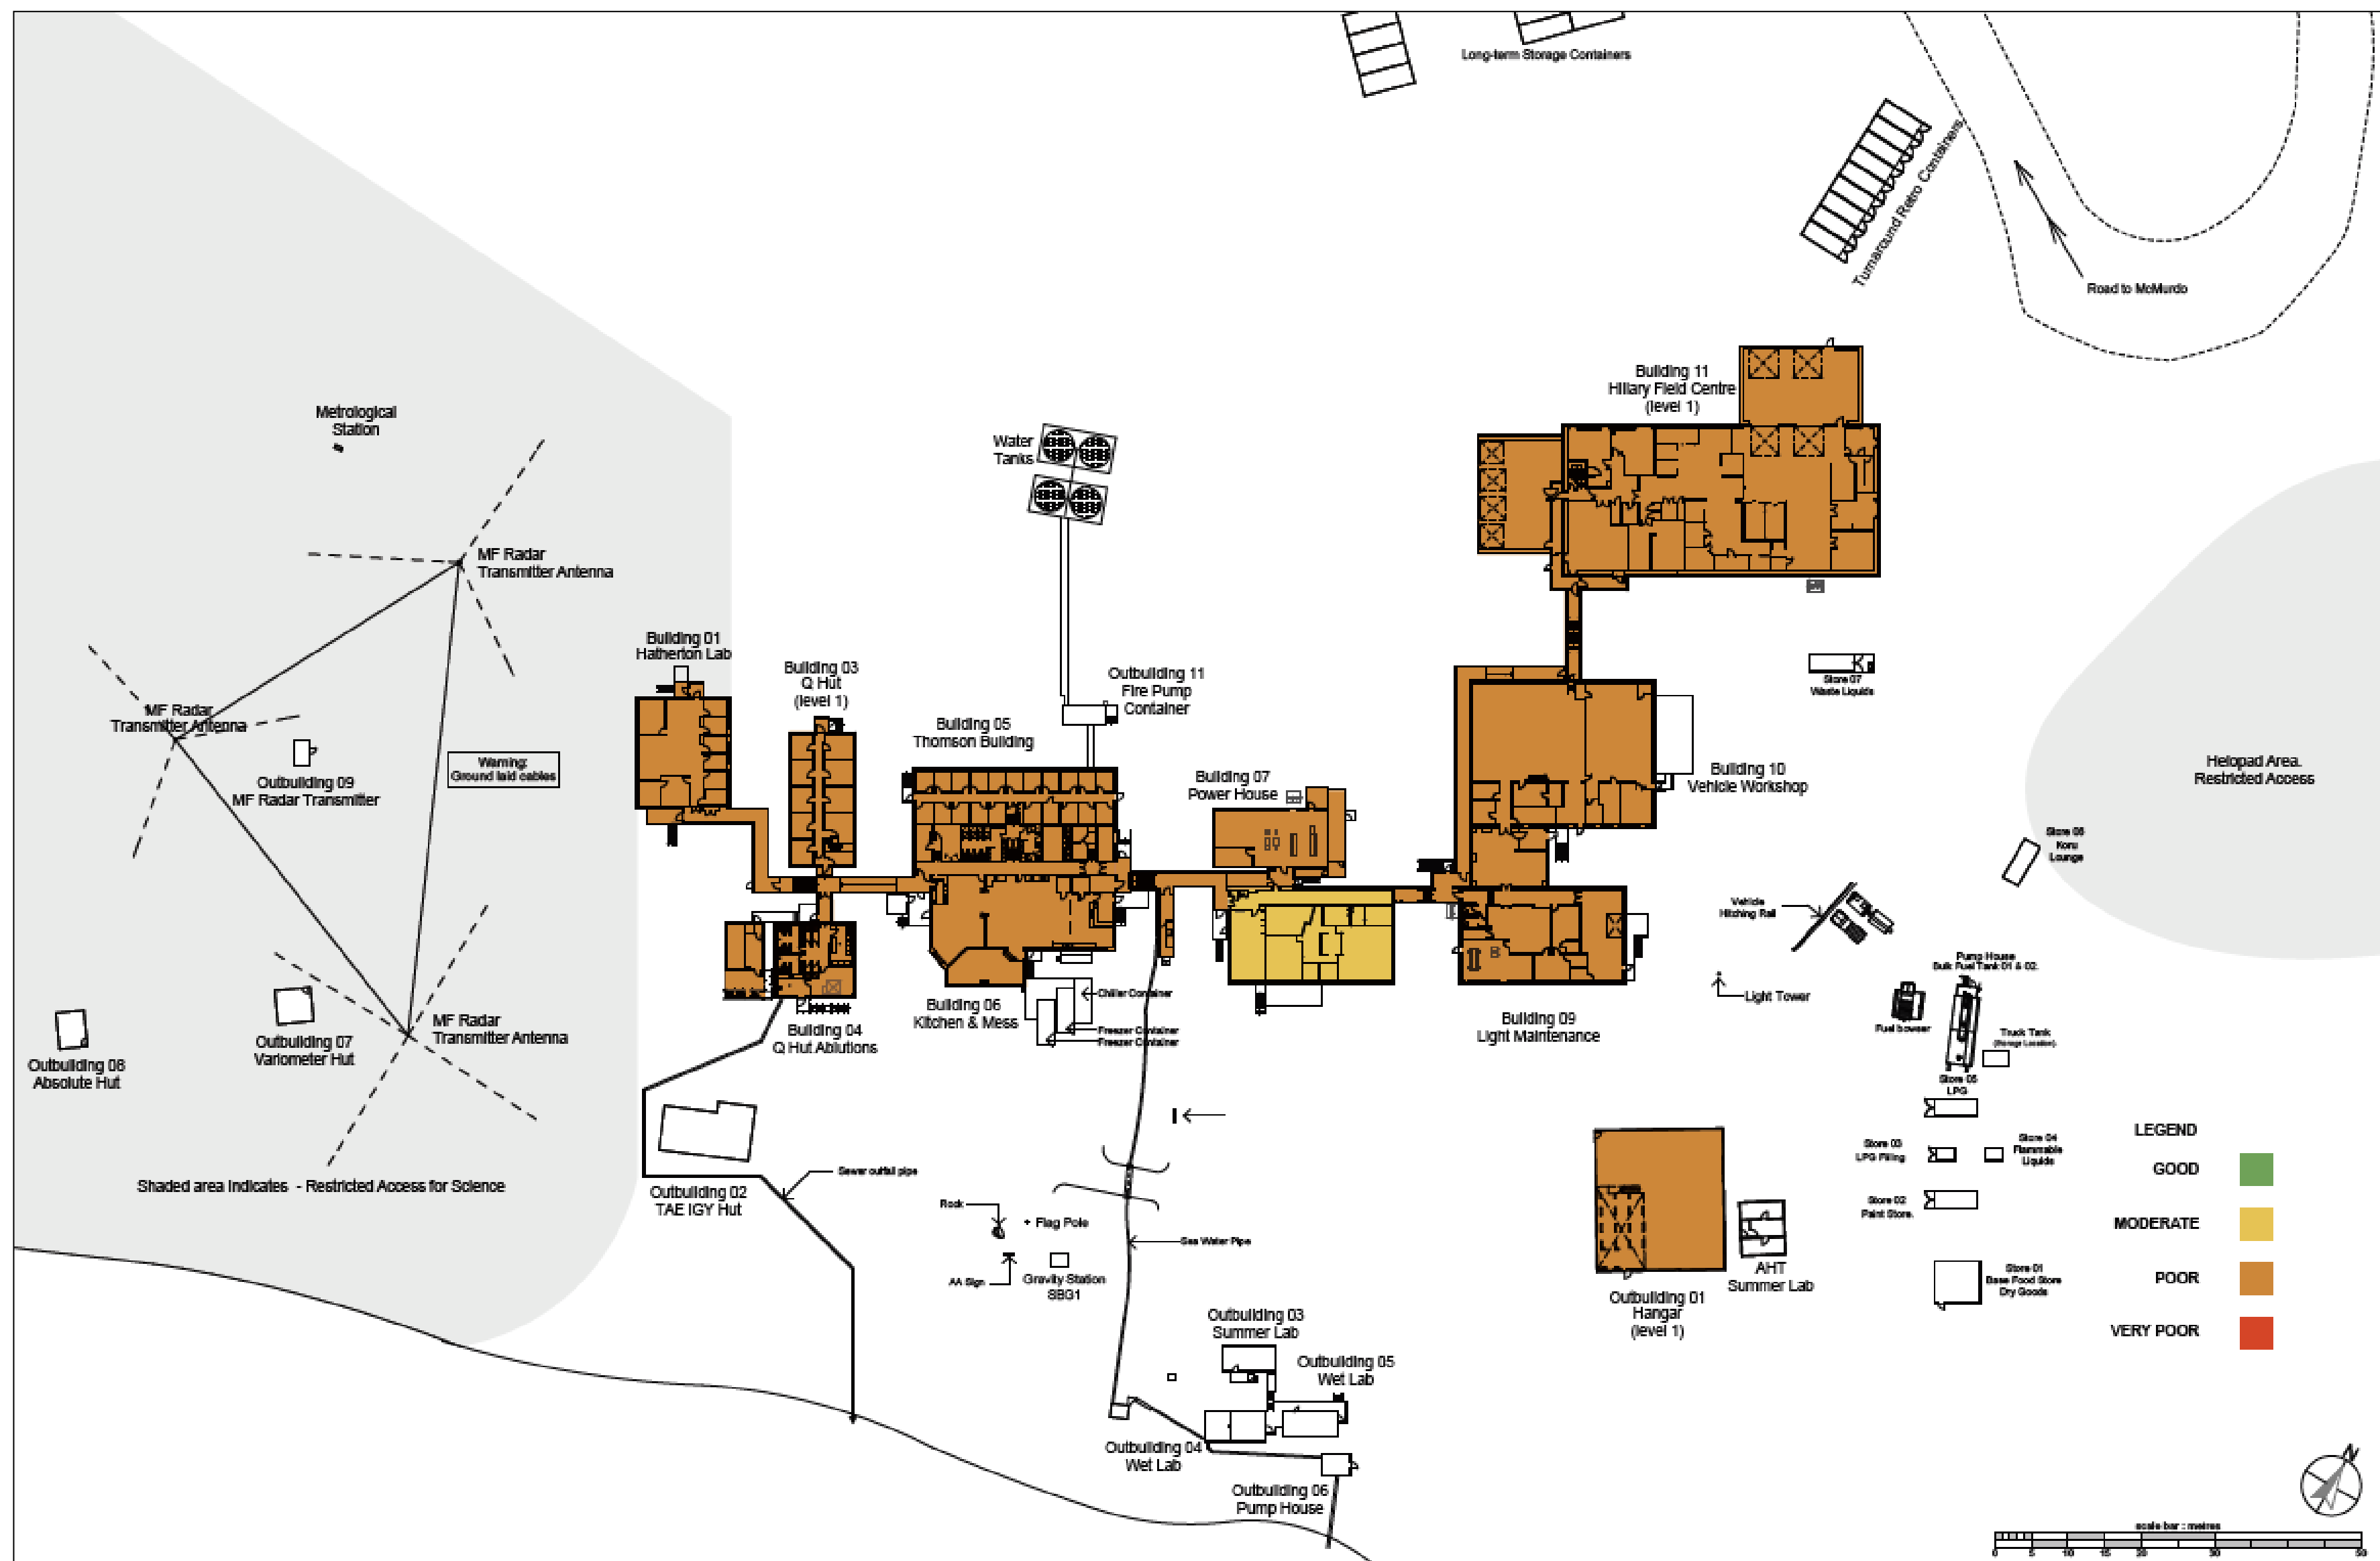 Long-term Storage Containers
Turnaround Retro Containers
Road to McMurdo
Building 11
Hillary Field Centre
(level 1)
Metrological
Station
Water
Tanks
MF Radar
Transmitter Antenna
Building 01
Hatherton Lab
Building 03
Q Hut
(level 1)
Outbuilding 11
Fire Pump
Container
Store 07
Waste Liquids
MF Radar
Transmitter Antenna
Building 05
Thomson Building
Warning:
Ground laid cables
Outbuilding 09
MF Radar Transmitter
Building 07
Power House
Building 10
Vehicle Workshop
Helopad Area.
Restricted Access
Store 06
Koru
Lounge
Vehicle
Hitching Rail
Pump House
Bulk Fuel Tank 01 & 02.
Light Tower
Chiller Container
Building 06
Kitchen & Mess
Freezer Container
Freezer Container
Building 04
Q Hut Ablutions
Building 09
Light Maintenance
Fuel bowser
Truck Tank
(Storage Location)
MF Radar
Transmitter Antenna
Outbuilding 07
Variometer Hut
Outbuilding 08
Absolute Hut
Store 05
LPG
Store 03
LPG Filling
Store 04
Flammable
Liquids
Store 02
Paint Store.
Shaded area indicates - Restricted Access for Science
Sewer outfall pipe
Outbuilding 02
TAE IGY Hut
Rock
+ Flag Pole
Sea Water Pipe
AA Sign
Gravity Station
SBG1
Outbuilding 01
Hangar
(level 1)
AHT
Summer Lab
Store 01
Base Food Store
Dry Goods
LEGEND
GOOD
MODERATE
POOR
VERY POOR
Outbuilding 03
Summer Lab
Outbuilding 05
Wet Lab
Outbuilding 04
Wet Lab
Outbuilding 06
Pump House
N
scale bar : metres
0 5 10 15 20 30 50